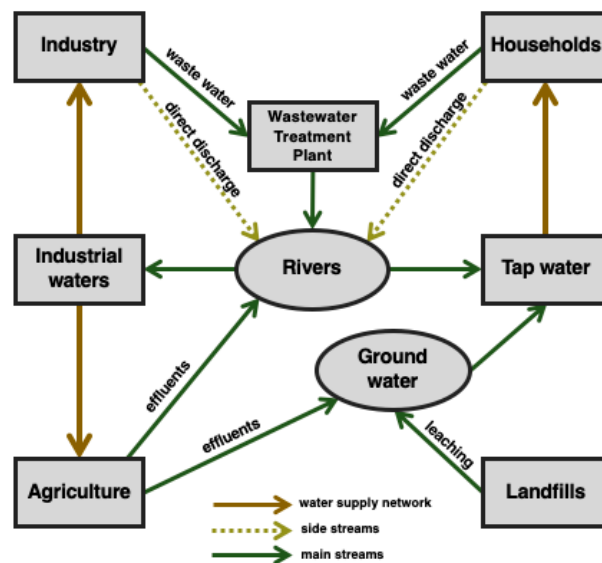 Industry
Households
waste water
waste water
Wastewater
Treatment
Plant
direct discharge
direct discharge
Industrial
waters
Rivers
Tap water
Ground
water
effluents
effluents
leaching
Agriculture
Landfills
water supply network
side streams
main streams